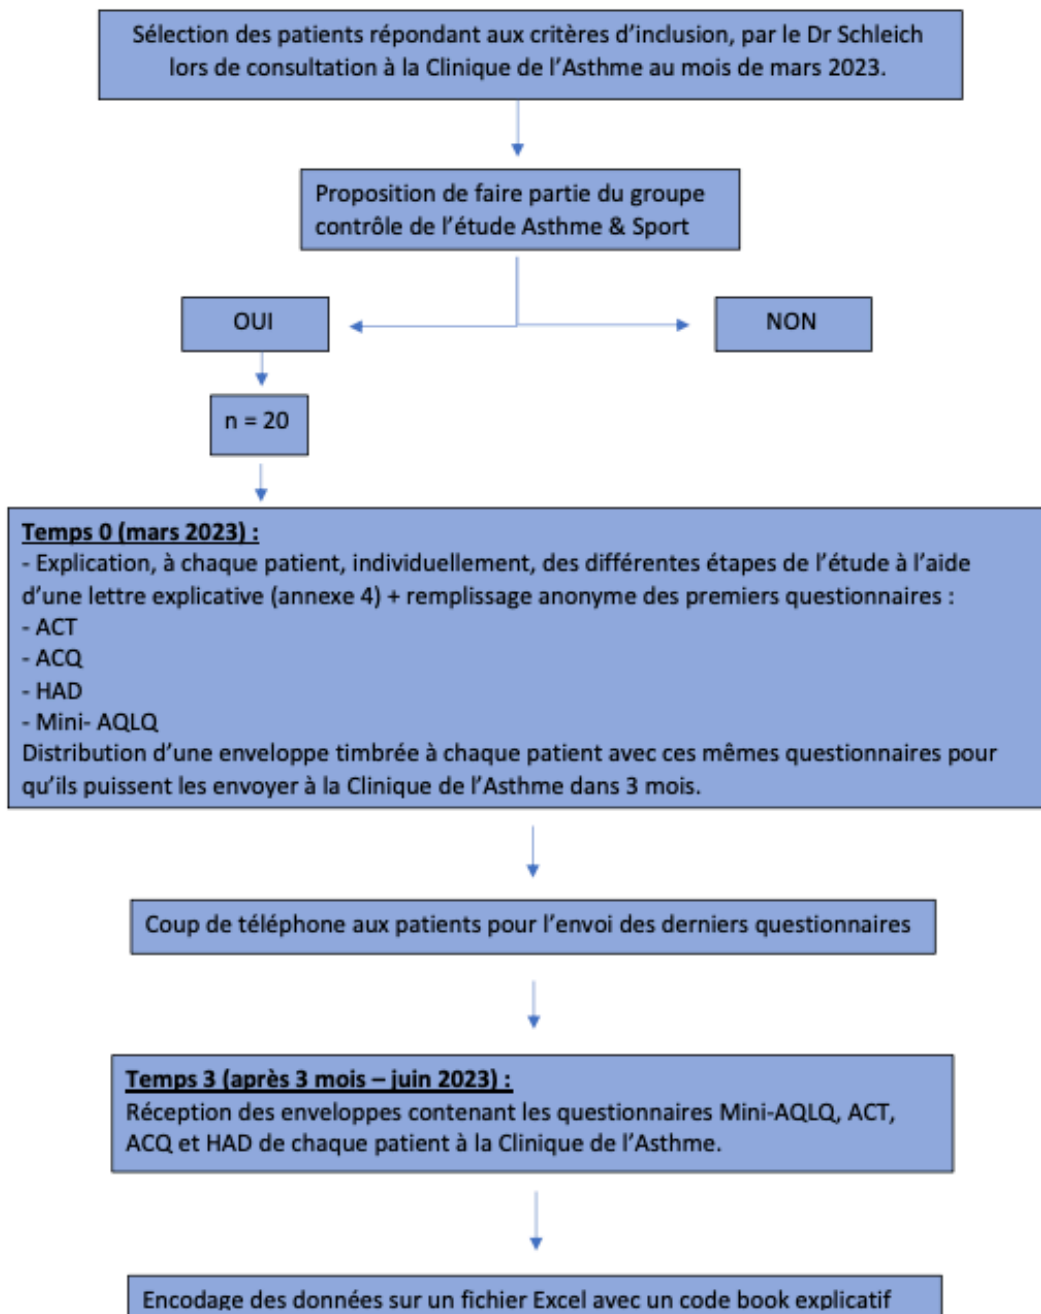 Sélection des patients répondant aux critères d'inclusion, par le Dr Schleich
lors de consultation à la Clinique de l'Asthme au mois de mars 2023.
Proposition de faire partie du groupe
contrôle de l'étude Asthme & Sport
OUI
NON
n = 20
Temps 0 (mars 2023) :
- Explication, à chaque patient, individuellement, des différentes étapes de l'étude à l'aide
d'une lettre explicative (annexe 4) + remplissage anonyme des premiers questionnaires :
- ACT
- ACQ
- HAD
- Mini- AQLQ
Distribution d'une enveloppe timbrée à chaque patient avec ces mêmes questionnaires pour
qu'ils puissent les envoyer à la Clinique de l'Asthme dans 3 mois.
Coup de téléphone aux patients pour l'envoi des derniers questionnaires
Temps 3 (après 3 mois – juin 2023) :
Réception des enveloppes contenant les questionnaires Mini-AQLQ, ACT,
ACQ et HAD de chaque patient à la Clinique de l'Asthme.
Encodage des données sur un fichier Excel avec un code book explicatif